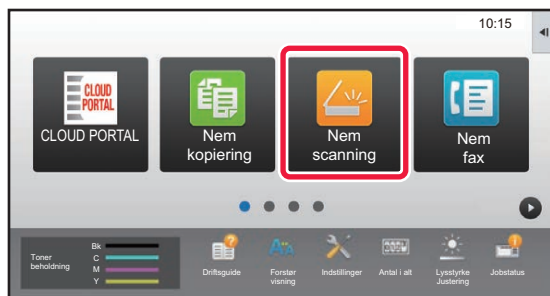 10:15
CLOUD
PORTAL
CLOUD PORTAL
Nem
kopiering
Nem
scanning
Nem
fax
Toner
beholdning
Bk
C
M
Y
Driftsguide
Forstør
visning
Indstillinger
Antal i alt
Lysstyrke
Justering
Jobstatus